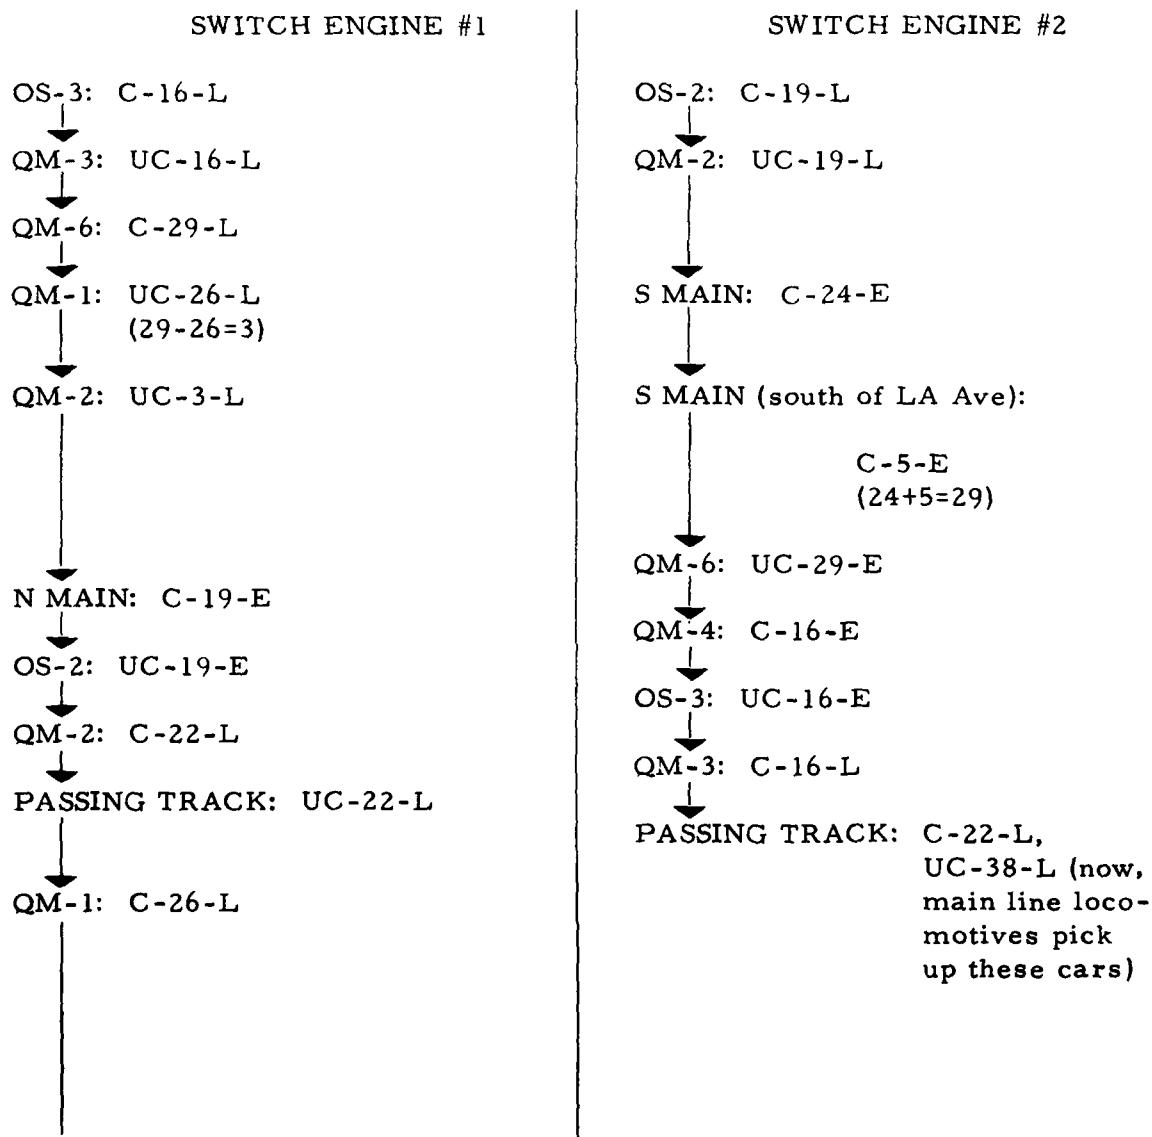 SWITCH ENGINE #1
OS-3: C-16-L
QM-3: UC-16-L
QM-6: C-29-L
QM-1: UC-26-L
(29-26=3)
QM-2: UC-3-L
N MAIN: C-19-E
OS-2: UC-19-E
QM-2: C-22-L
PASSING TRACK: UC-22-L
QM-1: C-26-L
SWITCH ENGINE #2
OS-2: C-19-L
QM-2: UC-19-L
S MAIN: C-24-E
S MAIN (south of LA Ave):
C-5-E
(24+5=29)
QM-6: UC-29-E
QM-4: C-16-E
OS-3: UC-16-E
QM-3: C-16-L
PASSING TRACK: C-22-L,
UC-38-L (now,
main line loco-
motives pick
up these cars)